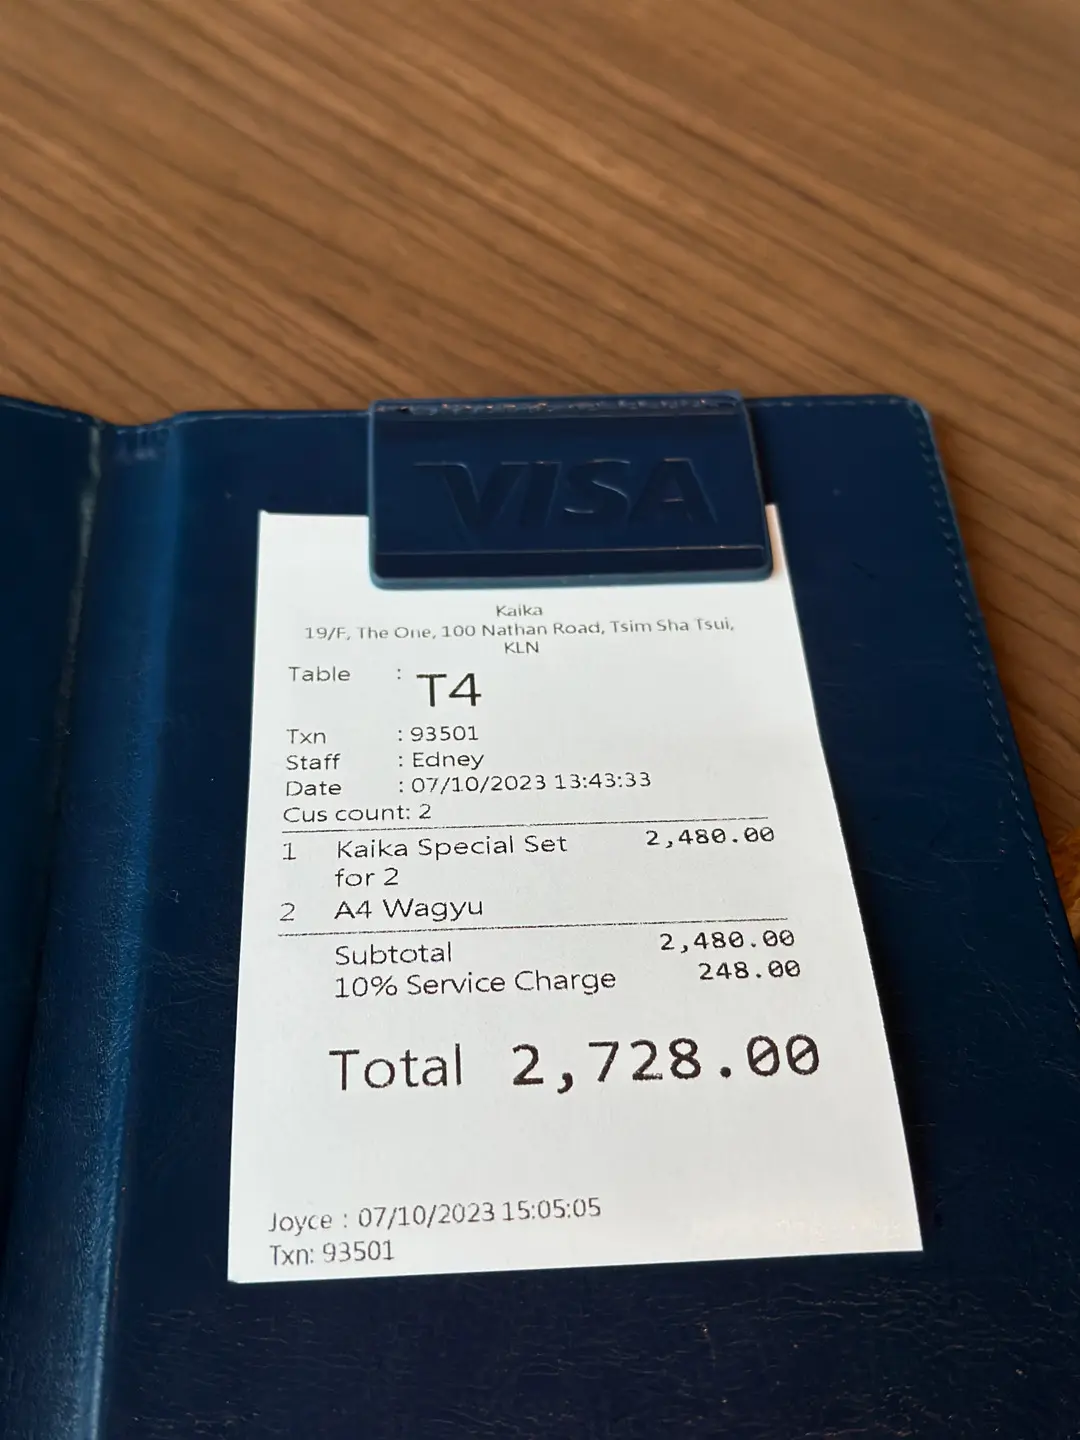 VISA
Kaika
19/F, The One, 100 Nathan Road, Tsim Sha Tsui,
KLN
Table : T4
Txn : 93501
Staff : Edney
Date : 07/10/2023 13:43:33
Cus count: 2
1 Kaika Special Set 2,480.00
for 2
2 A4 Wagyu
Subtotal 2,480.00
10% Service Charge 248.00
Total 2,728.00
Joyce : 07/10/2023 15:05:05
Txn: 93501